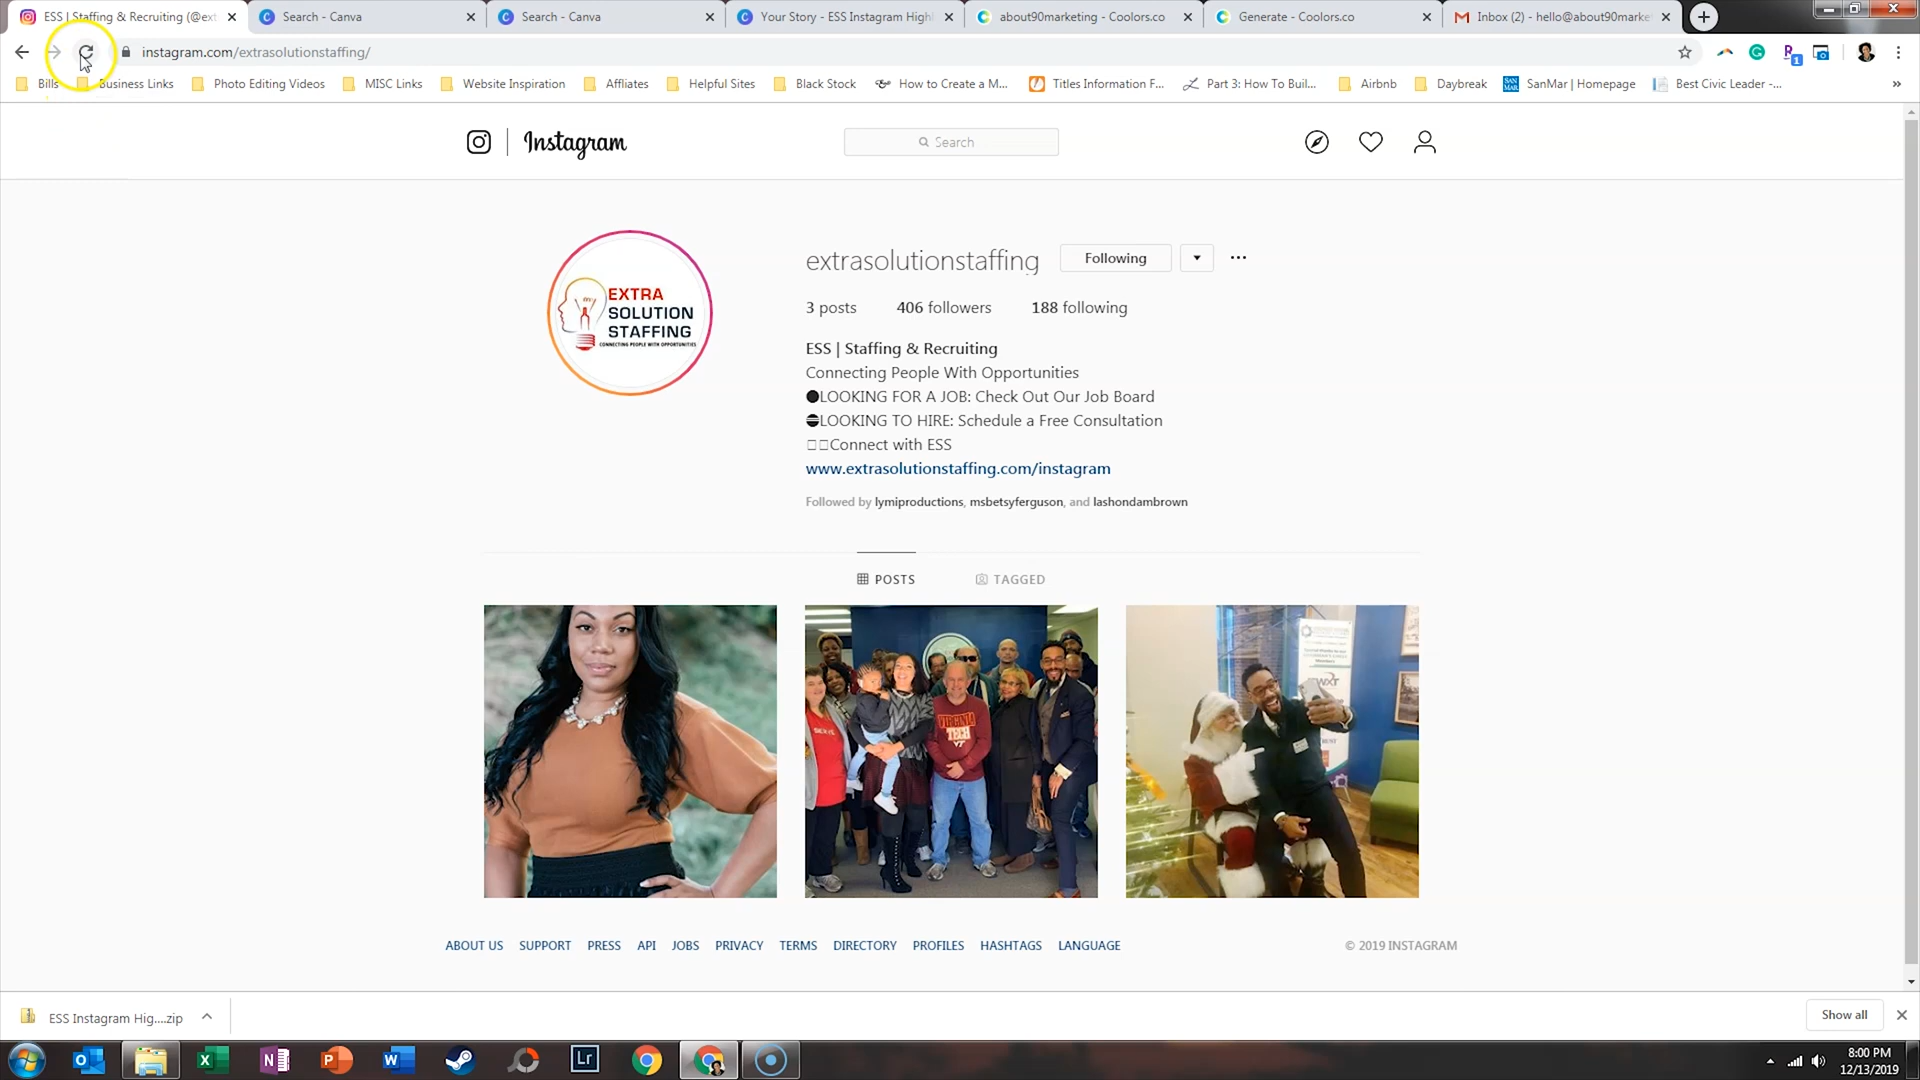 ESS | Staffing & Recruiting (@ext
Search - Canva
Search - Canva
Your Story - ESS Instagram Highl
about90marketing - Coolors.co
Generate - Coolors.co
Inbox (2) - hello@about90marke
instagram.com/extrasolutionstaffing/
Bills
Business Links
Photo Editing Videos
MISC Links
Website Inspiration
Affliates
Helpful Sites
Black Stock
How to Create a M...
Titles Information F...
Part 3: How To Buil...
Airbnb
Daybreak
SanMar | Homepage
Best Civic Leader -...
»
Instagram
Search
EXTRA
SOLUTION
STAFFING
CONNECTING PEOPLE WITH OPPORTUNITIES
extrasolutionstaffing
Following
3 posts
406 followers
188 following
ESS | Staffing & Recruiting
Connecting People With Opportunities
LOOKING FOR A JOB: Check Out Our Job Board
LOOKING TO HIRE: Schedule a Free Consultation
Connect with ESS
www.extrasolutionstaffing.com/instagram
Followed by lymiproductions, msbetsyferguson, and lashondambrown
POSTS
TAGGED
VIRGINIA
TECH
VT
ABOUT US
SUPPORT
PRESS
API
JOBS
PRIVACY
TERMS
DIRECTORY
PROFILES
HASHTAGS
LANGUAGE
© 2019 INSTAGRAM
ESS Instagram Hig....zip
Show all
Lr
8:00 PM
12/13/2019